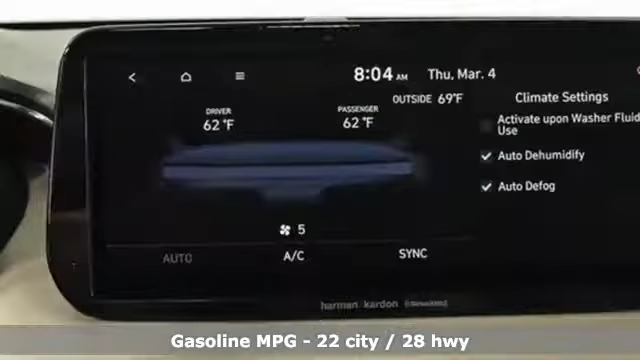 8:04 AM Thu, Mar. 4
OUTSIDE 69°F
Climate Settings
DRIVER
62 °F
PASSENGER
62 °F
Activate upon Washer Fluid
Use
Auto Dehumidify
Auto Defog
5
AUTO
A/C
SYNC
harman kardon
Gasoline MPG - 22 city / 28 hwy